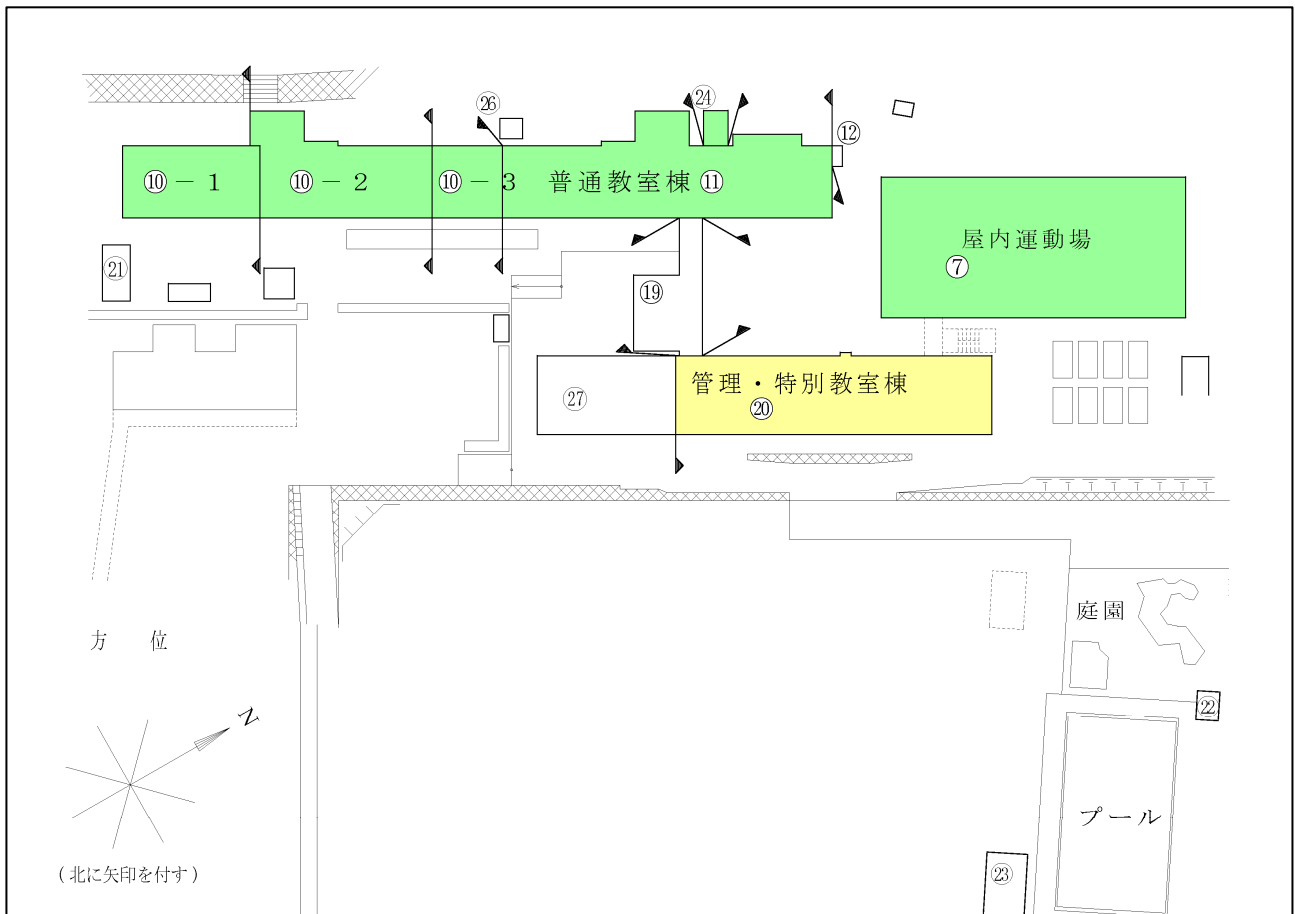 ㉖
㉔
⑫
⑩－１
⑩－２
⑩－３
普通教室棟⑪
屋内運動場
⑦
㉑
⑲
管理・特別教室棟
⑳
㉗
庭園
方　位
N
㉒
プール
(北に矢印を付す)
㉓